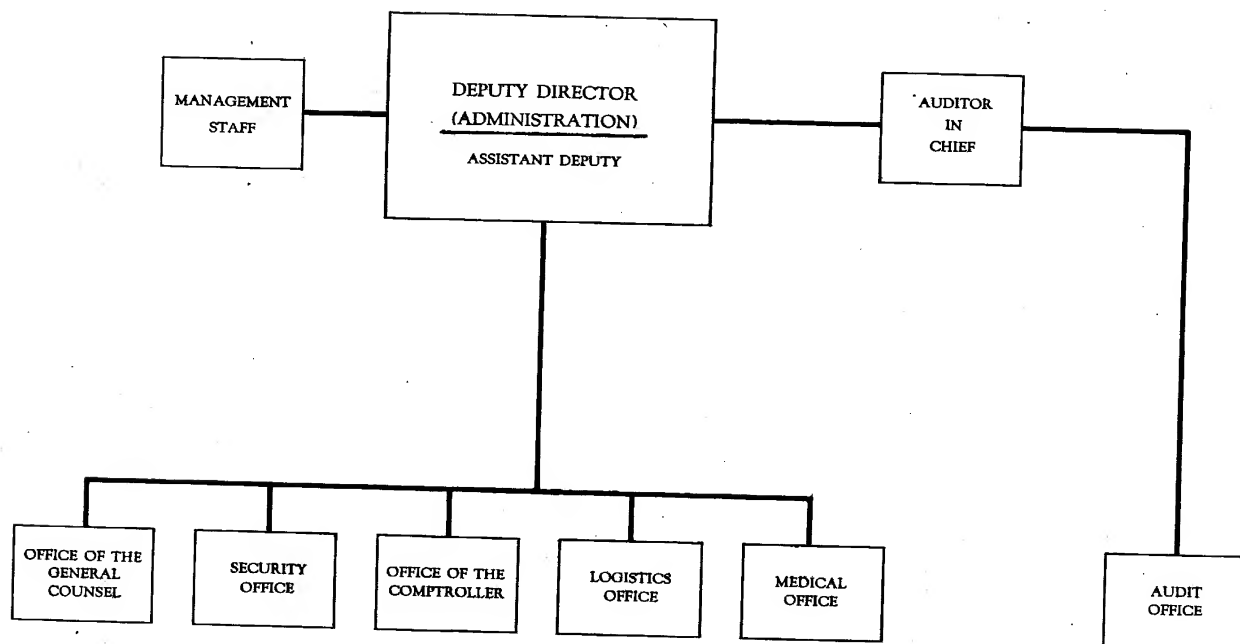 MANAGEMENT
STAFF
DEPUTY DIRECTOR
(ADMINISTRATION)
ASSISTANT DEPUTY
AUDITOR
IN
CHIEF
OFFICE OF THE
GENERAL
COUNSEL
SECURITY
OFFICE
OFFICE OF THE
COMPTROLLER
LOGISTICS
OFFICE
MEDICAL
OFFICE
AUDIT
OFFICE